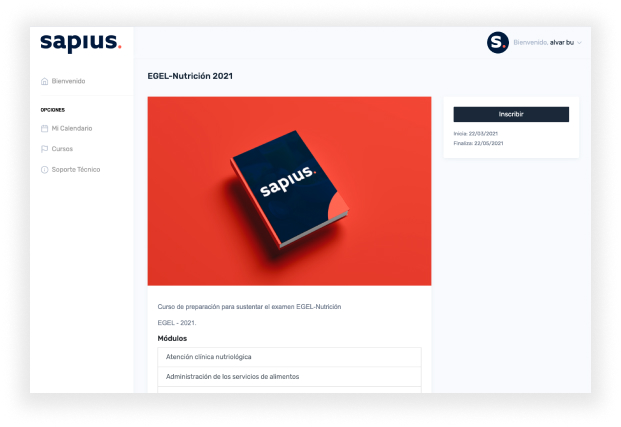 sapius.
S.
Bienvenido, alvar bu
Bienvenido
OPCIONES
Mi Calendario
Cursos
Soporte Técnico
EGEL-Nutrición 2021
sapius.
Inscribir
Inicia: 22/03/2021
Finaliza: 22/05/2021
Curso de preparación para sustentar el examen EGEL-Nutrición
EGEL - 2021.
Módulos
Atención clínica nutriológica
Administración de los servicios de alimentos